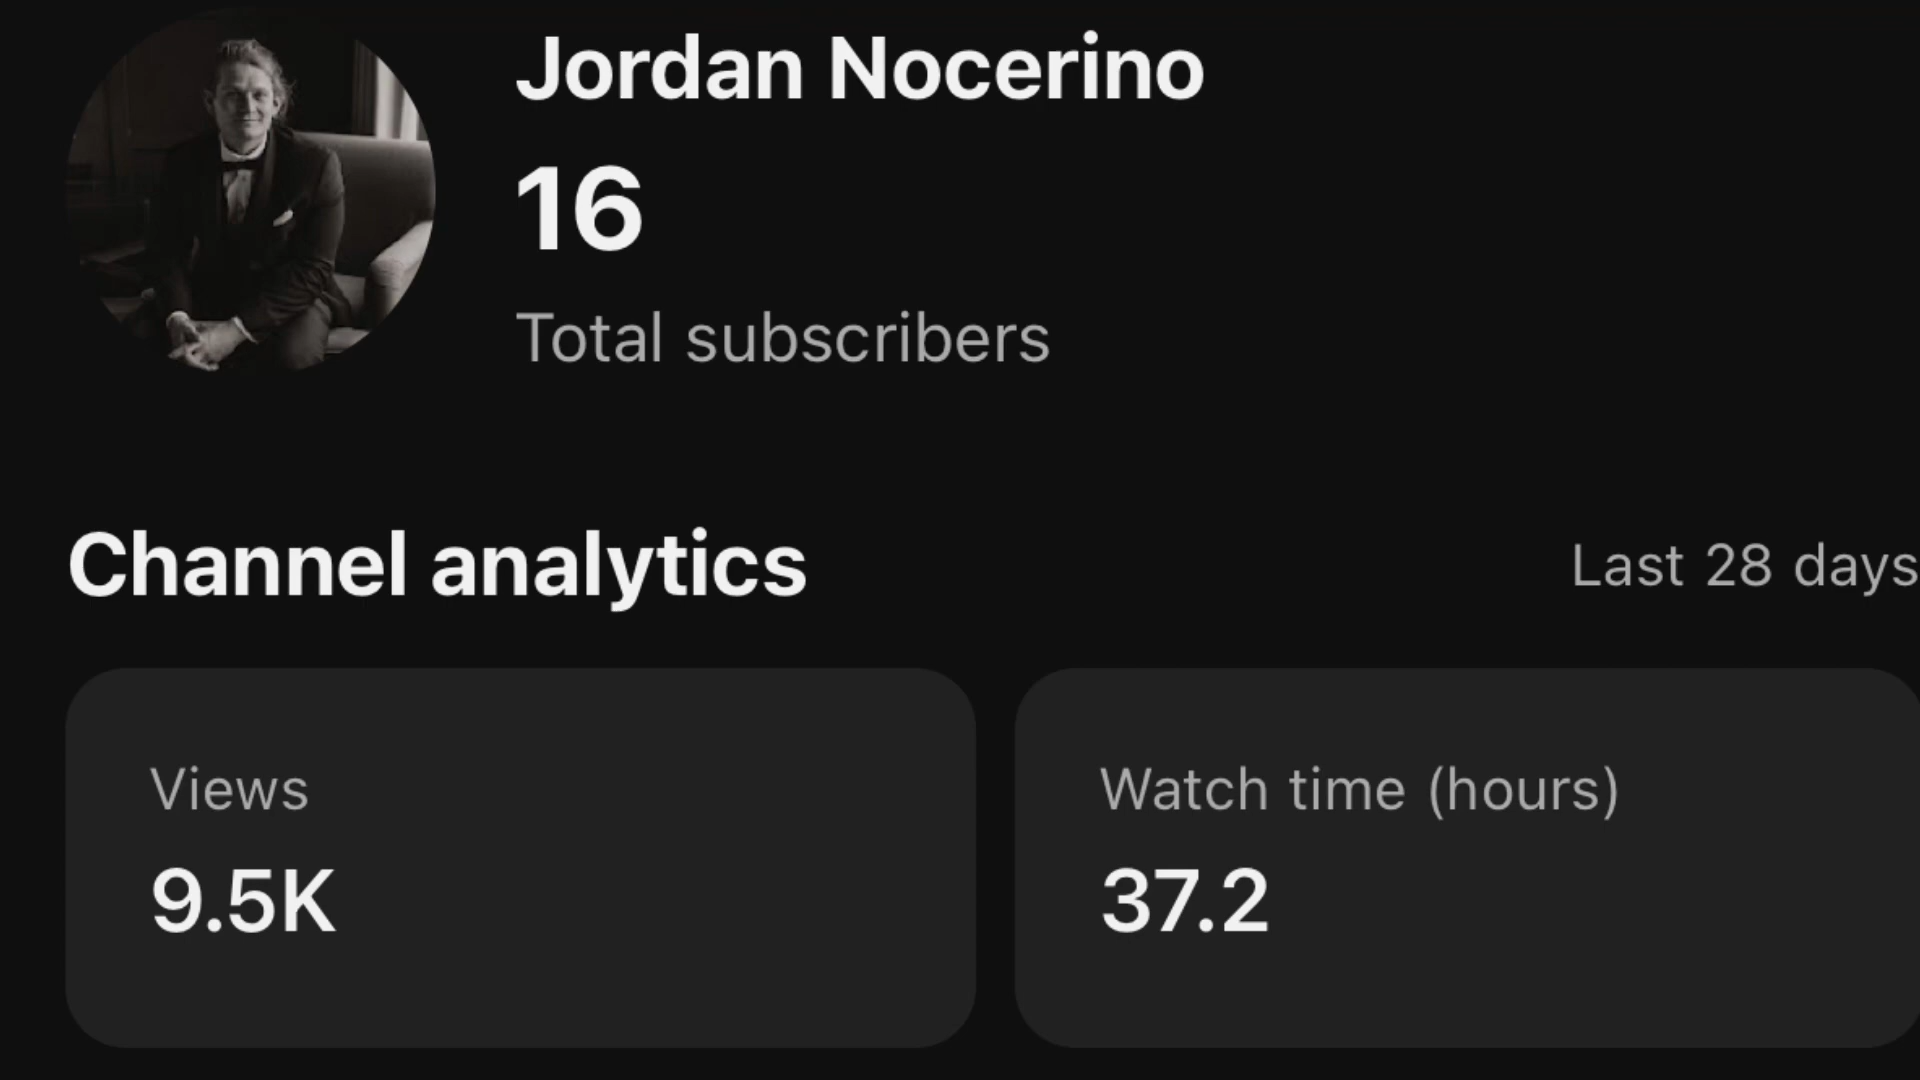 Jordan Nocerino
16
Total subscribers
Channel analytics
Last 28 days
Views
9.5K
Watch time (hours)
37.2